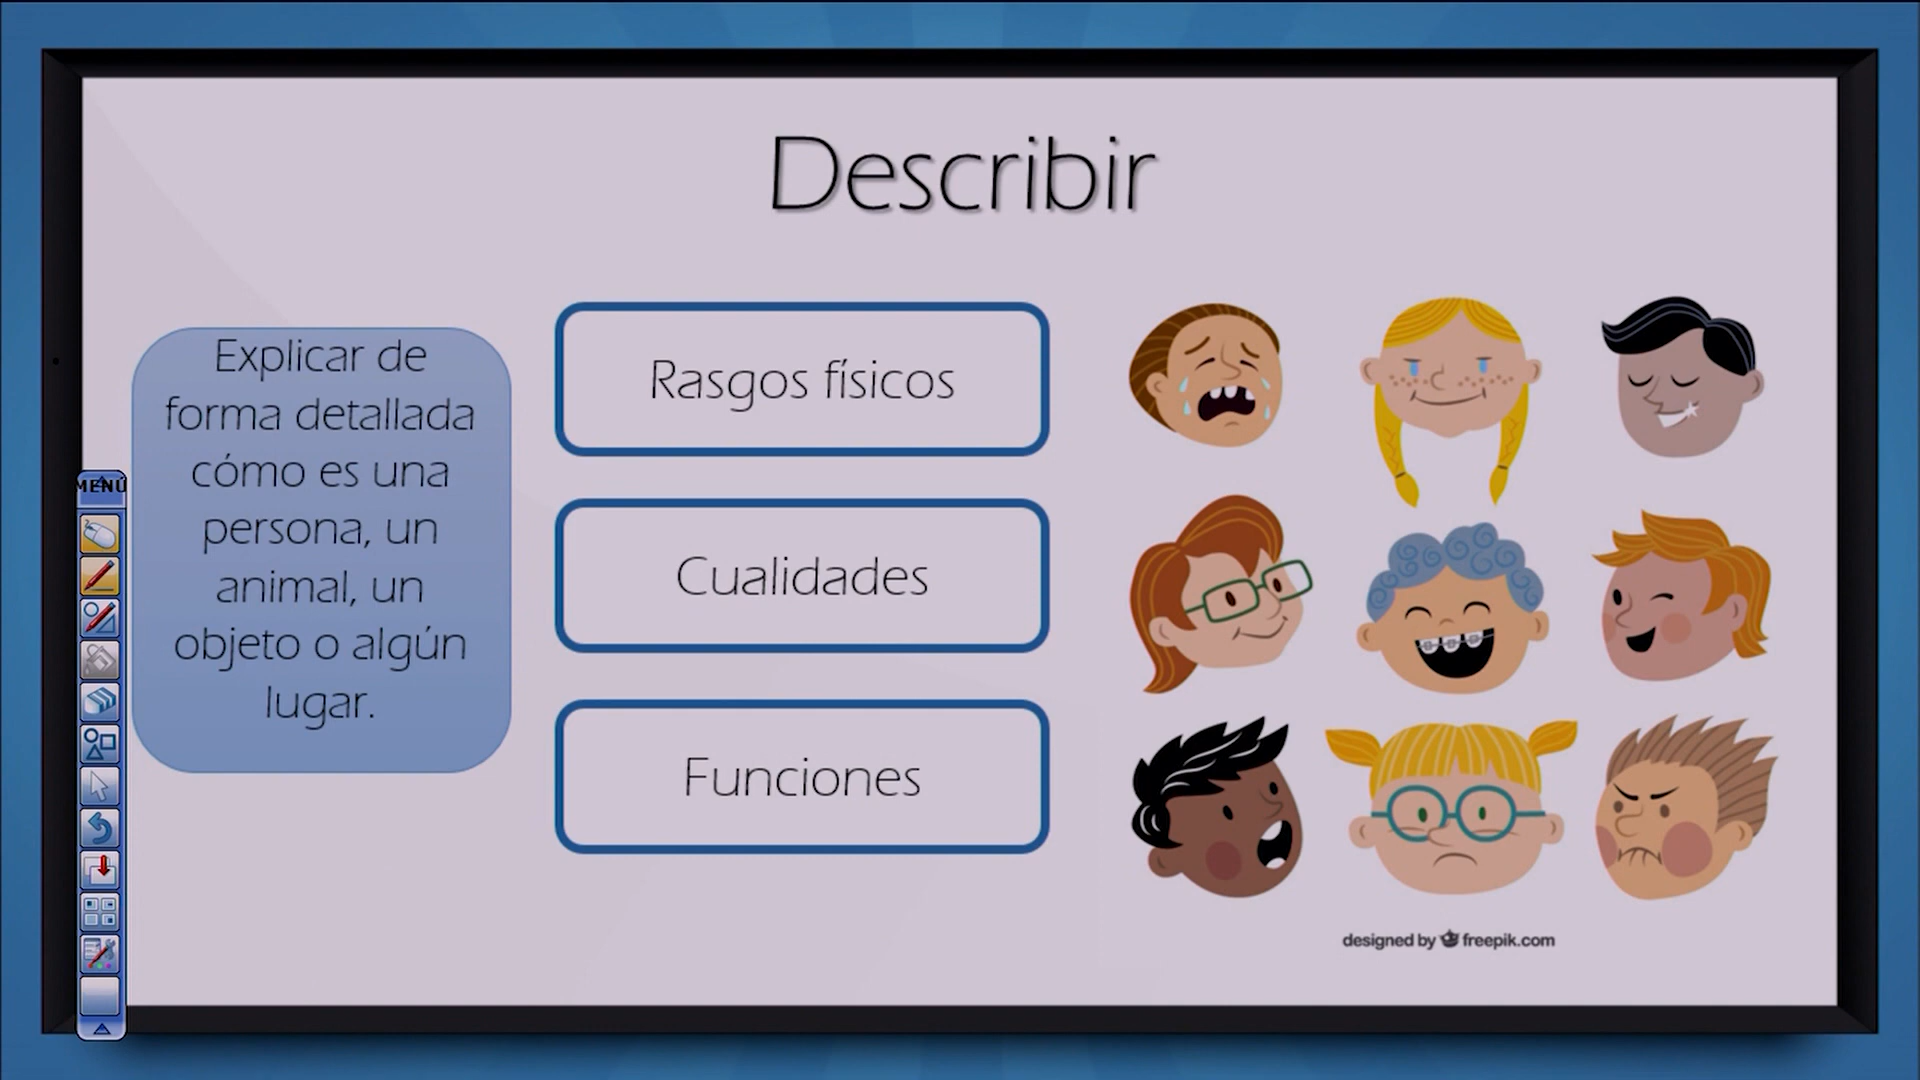 Describir
Explicar de
forma detallada
cómo es una
persona, un
animal, un
objeto o algún
lugar.
Rasgos físicos
Cualidades
Funciones
MENÚ
designed by freepik.com